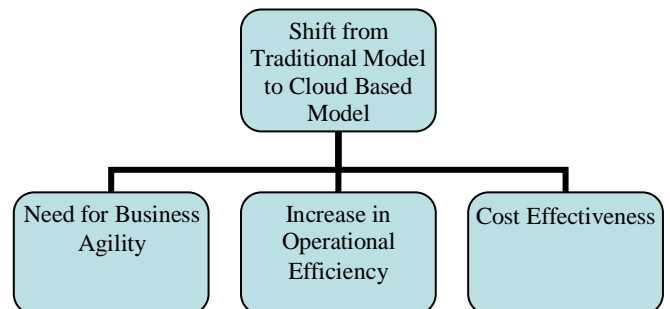 Shift from
Traditional Model
to Cloud Based
Model
Need for Business
Agility
Increase in
Operational
Efficiency
Cost Effectiveness